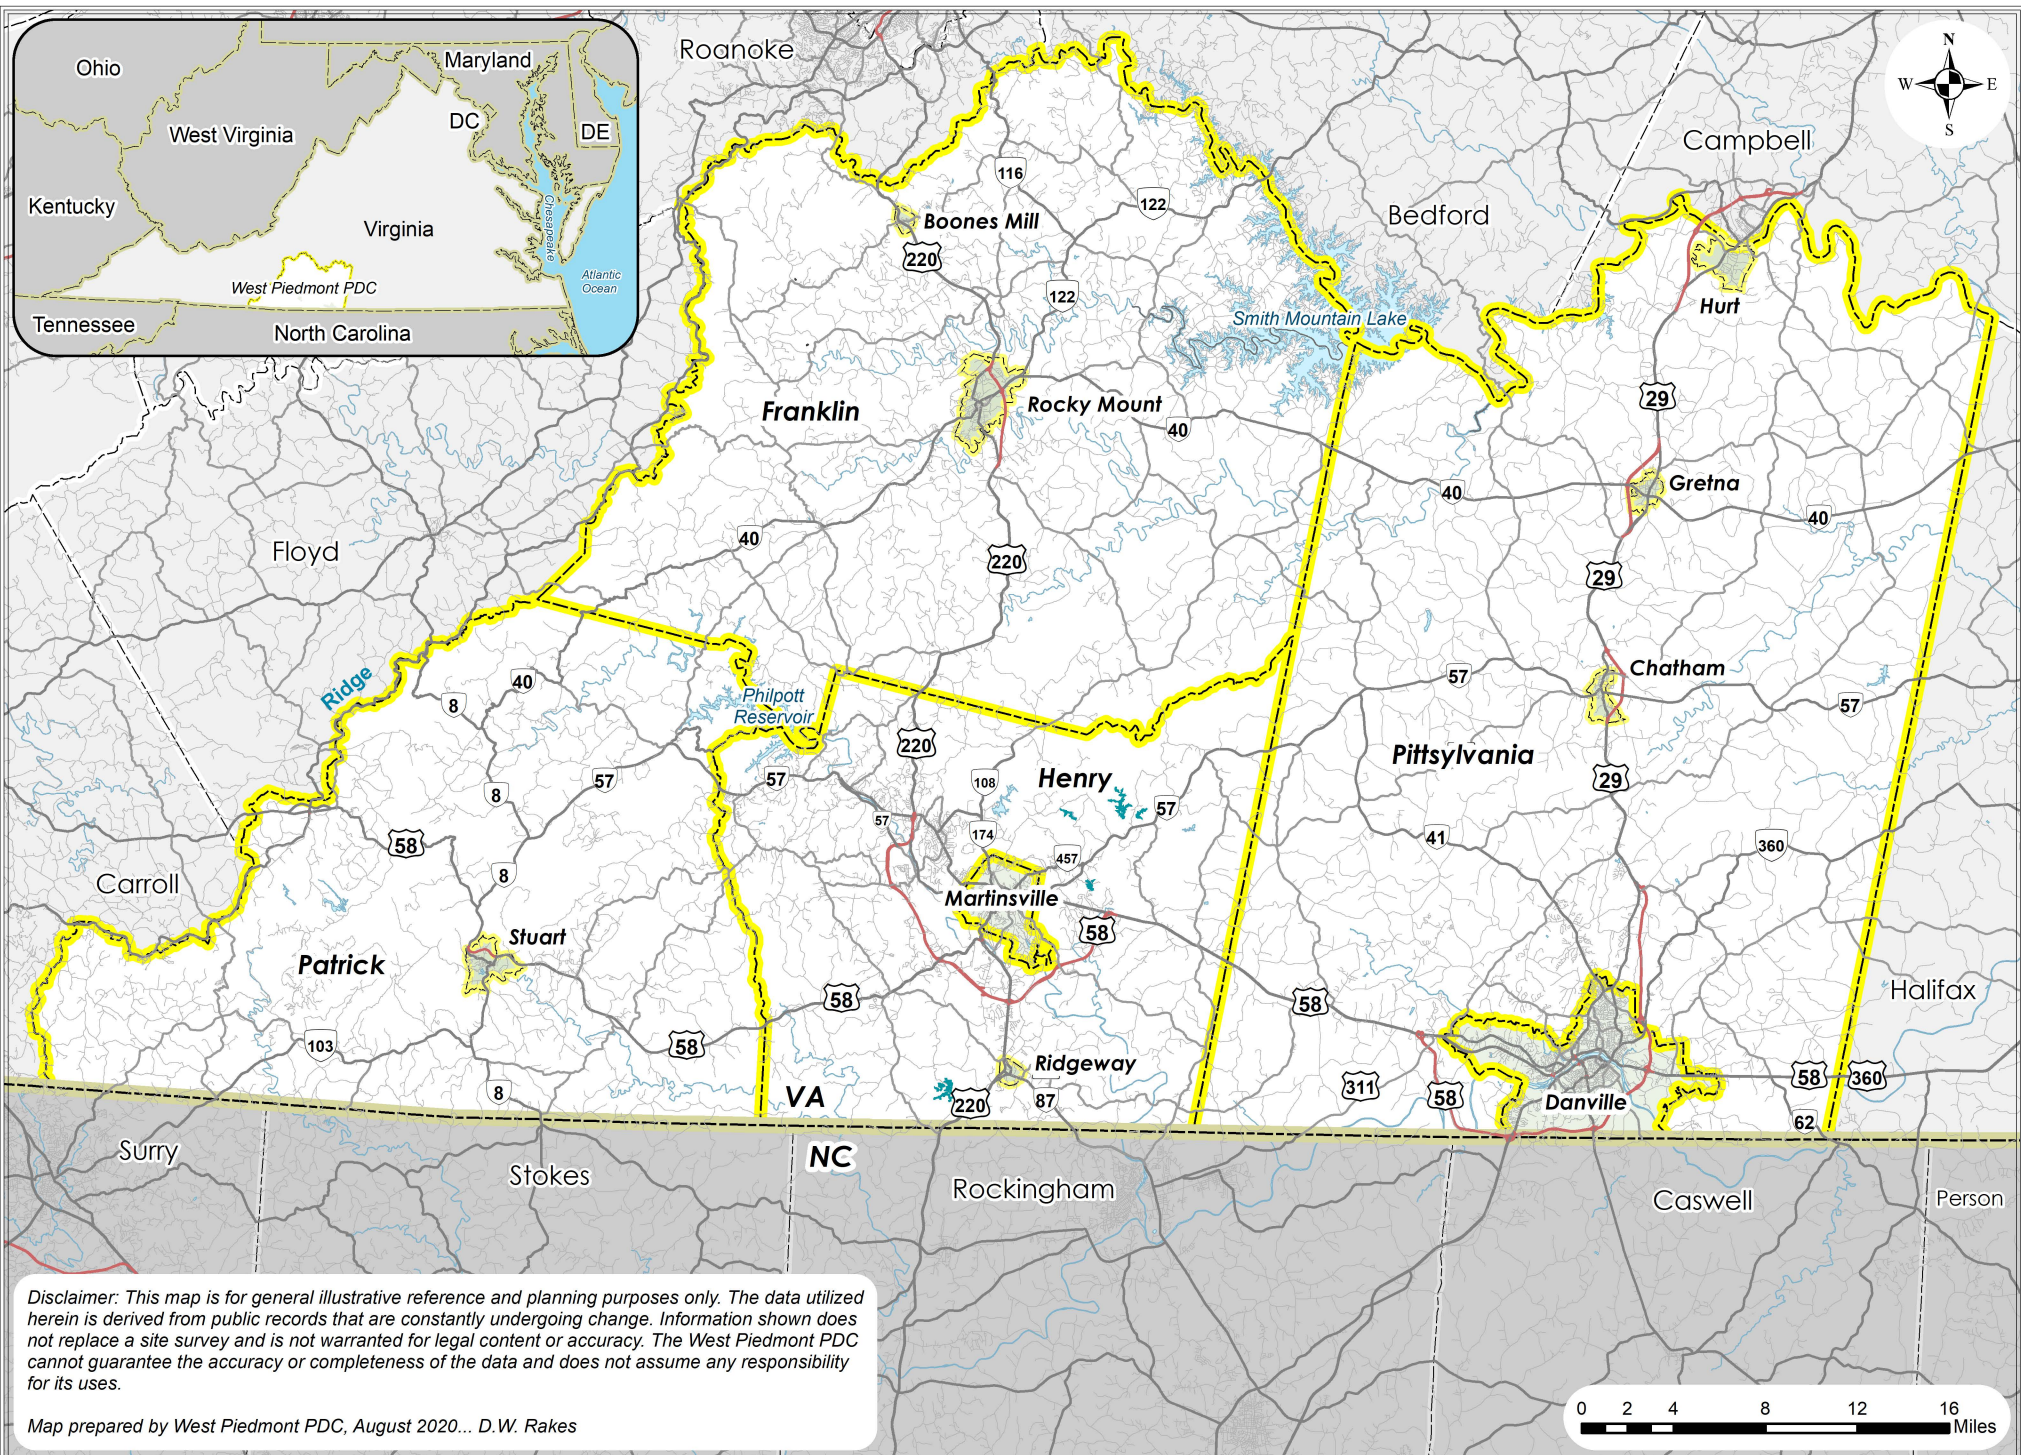 Ohio
Maryland
West Virginia
DC
DE
Kentucky
Virginia
Chesapeake
Atlantic
Ocean
West Piedmont PDC
Tennessee
North Carolina
Roanoke
N
W
E
S
Campbell
Bedford
116
122
Boones Mill
220
122
Hurt
Smith Mountain Lake
29
Franklin
Rocky Mount
40
Gretna
40
40
40
Floyd
220
29
Ridge
40
8
Philpott
Reservoir
57
Chatham
57
220
Pittsylvania
29
8
57
57
108
Henry
57
57
174
41
360
58
457
8
Carroll
Martinsville
58
Stuart
Patrick
58
58
Halifax
103
58
Ridgeway
58
360
8
VA
220
87
311
58
Danville
62
Surry
NC
Stokes
Rockingham
Caswell
Person
Disclaimer: This map is for general illustrative reference and planning purposes only. The data utilized
herein is derived from public records that are constantly undergoing change. Information shown does
not replace a site survey and is not warranted for legal content or accuracy. The West Piedmont PDC
cannot guarantee the accuracy or completeness of the data and does not assume any responsibility
for its uses.
Map prepared by West Piedmont PDC, August 2020... D.W. Rakes
0 2 4 8 12 16
Miles